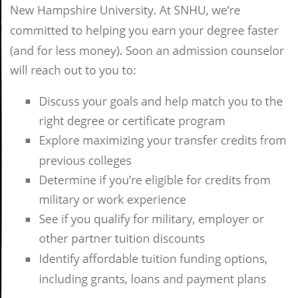 New Hampshire University. At SNHU, we're
committed to helping you earn your degree faster
(and for less money). Soon an admission counselor
will reach out to you to:
Discuss your goals and help match you to the
right degree or certificate program
Explore maximizing your transfer credits from
previous colleges
Determine if you're eligible for credits from
military or work experience
See if you qualify for military, employer or
other partner tuition discounts
Identify affordable tuition funding options,
including grants, loans and payment plans